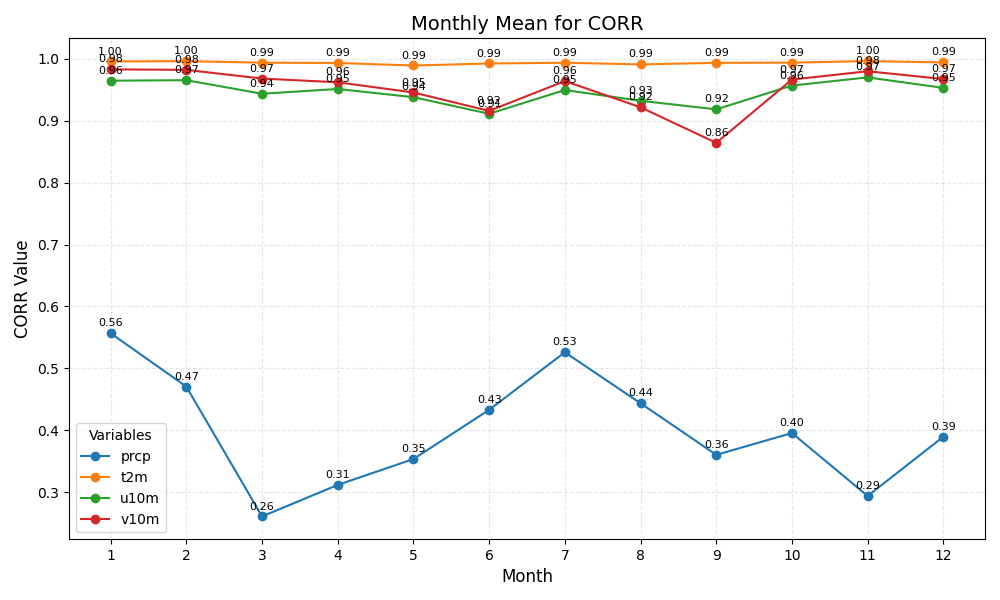 Monthly Mean for CORR
CORR Value
1.0
0.9
0.8
0.7
0.6
0.5
0.4
0.3
1.00 1.00 0.99 0.99 0.99 0.99 0.99 0.99 0.99 0.99 1.00 0.99
0.98 0.98 0.97 0.96 0.95 0.92 0.96 0.92 0.86 0.97 0.98 0.97
0.96 0.97 0.94 0.95 0.94 0.91 0.95 0.93 0.92 0.96 0.97 0.95
0.56 0.47 0.26 0.31 0.35 0.43 0.53 0.44 0.36 0.40 0.29 0.39
Variables
prcp
t2m
u10m
v10m
1 2 3 4 5 6 7 8 9 10 11 12
Month